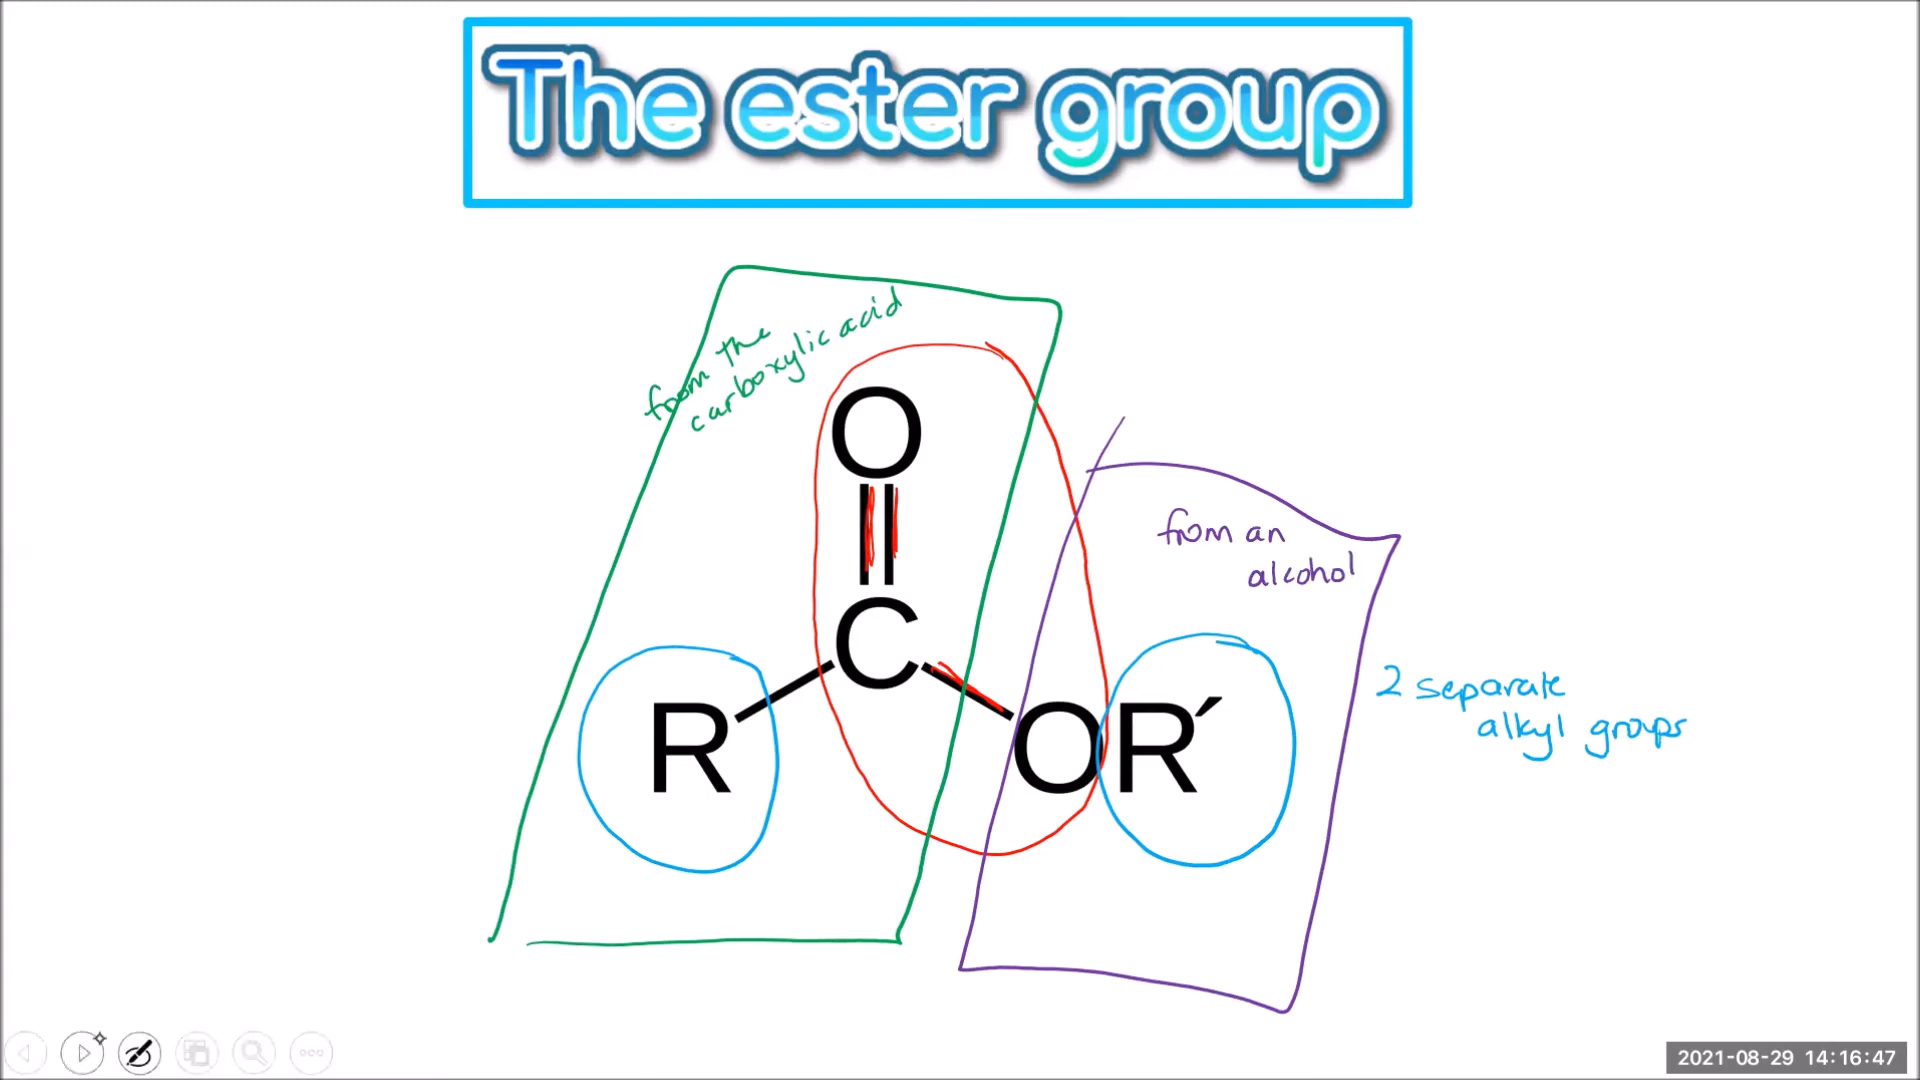 The ester group
from the
carboxylic acid
O
C
R
OR´
from an
alcohol
2 separate
alkyl groups
2021-08-29 14:16:47